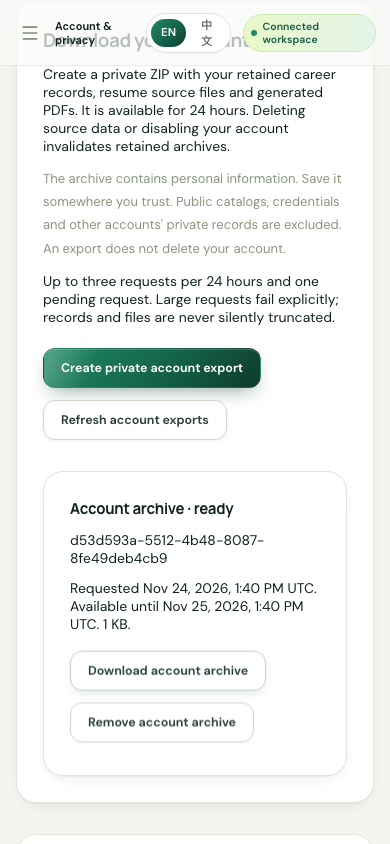 Account &
privacy
EN
中
文
Connected
workspace
Download yo
Create a private ZIP with your retained career
records, resume source files and generated
PDFs. It is available for 24 hours. Deleting
source data or disabling your account
invalidates retained archives.
The archive contains personal information. Save it
somewhere you trust. Public catalogs, credentials
and other accounts' private records are excluded.
An export does not delete your account.
Up to three requests per 24 hours and one
pending request. Large requests fail explicitly;
records and files are never silently truncated.
Create private account export
Refresh account exports
Account archive · ready
d53d593a-5512-4b48-8087-
8fe49deb4cb9
Requested Nov 24, 2026, 1:40 PM UTC.
Available until Nov 25, 2026, 1:40 PM
UTC. 1 KB.
Download account archive
Remove account archive